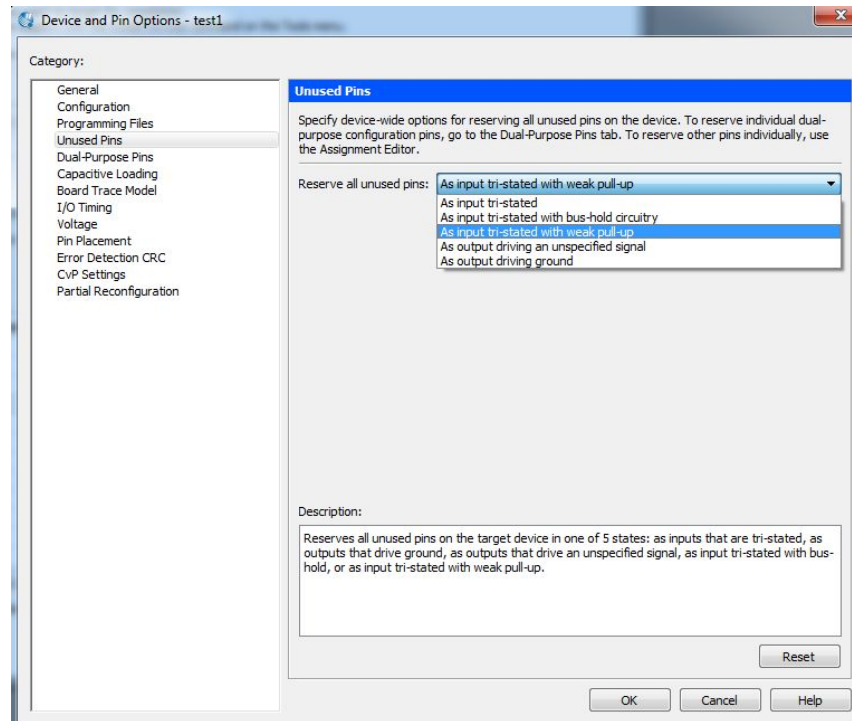 Device and Pin Options - test1
Category:
General
Configuration
Programming Files
Unused Pins
Dual-Purpose Pins
Capacitive Loading
Board Trace Model
I/O Timing
Voltage
Pin Placement
Error Detection CRC
CvP Settings
Partial Reconfiguration
Unused Pins
Specify device-wide options for reserving all unused pins on the device. To reserve individual dual-
purpose configuration pins, go to the Dual-Purpose Pins tab. To reserve other pins individually, use
the Assignment Editor.
Reserve all unused pins: As input tri-stated with weak pull-up
As input tri-stated
As input tri-stated with bus-hold circuitry
As input tri-stated with weak pull-up
As output driving an unspecified signal
As output driving ground
Description:
Reserves all unused pins on the target device in one of 5 states: as inputs that are tri-stated, as
outputs that drive ground, as outputs that drive an unspecified signal, as input tri-stated with bus-
hold, or as input tri-stated with weak pull-up.
Reset
OK Cancel Help